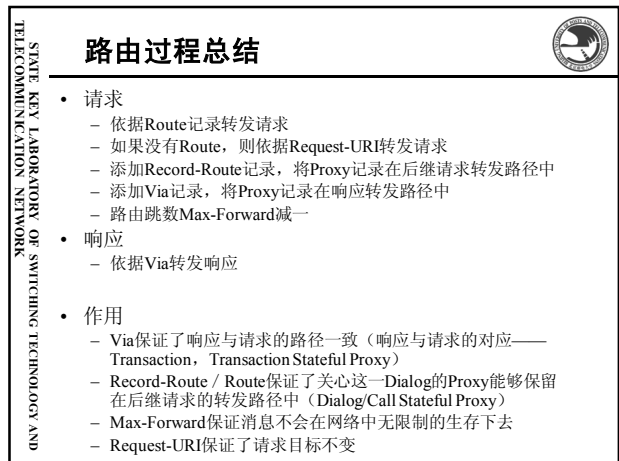 STATE KEY LABORATORY OF SWITCHING TECHNOLOGY AND
TELECOMMUNICATION NETWORK
路由过程总结
• 请求
– 依据Route记录转发请求
– 如果没有Route，则依据Request-URI转发请求
– 添加Record-Route记录，将Proxy记录在后继请求转发路径中
– 添加Via记录，将Proxy记录在响应转发路径中
– 路由跳数Max-Forward减一
• 响应
– 依据Via转发响应
• 作用
– Via保证了响应与请求的路径一致（响应与请求的对应——
Transaction，Transaction Stateful Proxy）
– Record-Route / Route保证了关心这一Dialog的Proxy能够保留
在后继请求的转发路径中（Dialog/Call Stateful Proxy）
– Max-Forward保证消息不会在网络中无限制的生存下去
– Request-URI保证了请求目标不变